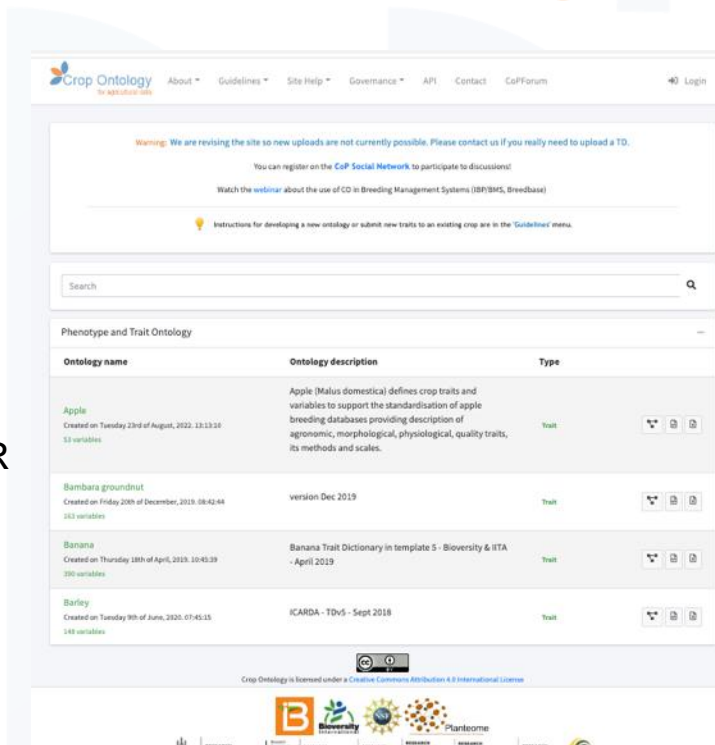 Crop Ontology
for agricultural data
About Guidelines Site Help Governance API Contact CoPForum Login
Warning: We are revising the site so new uploads are not currently possible. Please contact us if you really need to upload a TD.
You can register on the CoP Social Network to participate to discussions!
Watch the webinar about the use of CO in Breeding Management Systems (IBP/BMS, Breedbase)
Instructions for developing a new ontology or submit new traits to an existing crop are in the 'Guidelines' menu.
Search
Phenotype and Trait Ontology
Ontology name Ontology description Type
Apple
Created on Tuesday 23rd of August, 2022. 13:13:10
53 variables
Apple (Malus domestica) defines crop traits and
variables to support the standardisation of apple
breeding databases providing description of
agronomic, morphological, physiological, quality traits,
its methods and scales.
Trait
R
Bambara groundnut
Created on Friday 20th of December, 2019. 08:42:44
163 variables
version Dec 2019
Trait
Banana
Created on Thursday 18th of April, 2019. 10:45:39
390 variables
Banana Trait Dictionary in template 5 - Bioversity & IITA
- April 2019
Trait
Barley
Created on Tuesday 9th of June, 2020. 07:45:15
148 variables
ICARDA - TDv5 - Sept 2018
Trait
cc BY
Crop Ontology is licensed under a Creative Commons Attribution 4.0 International License
B
Bioversity
International
NSF
Planteome
RESEARCH
RESEARCH